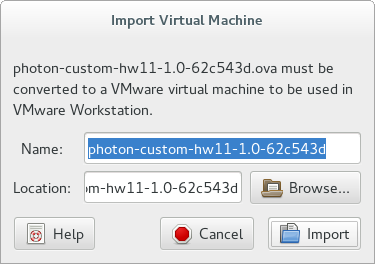 Import Virtual Machine
photon-custom-hw11-1.0-62c543d.ova must be
converted to a VMware virtual machine to be used in
VMware Workstation.
Name: photon-custom-hw11-1.0-62c543d
Location: om-hw11-1.0-62c543d Browse...
Help Cancel Import